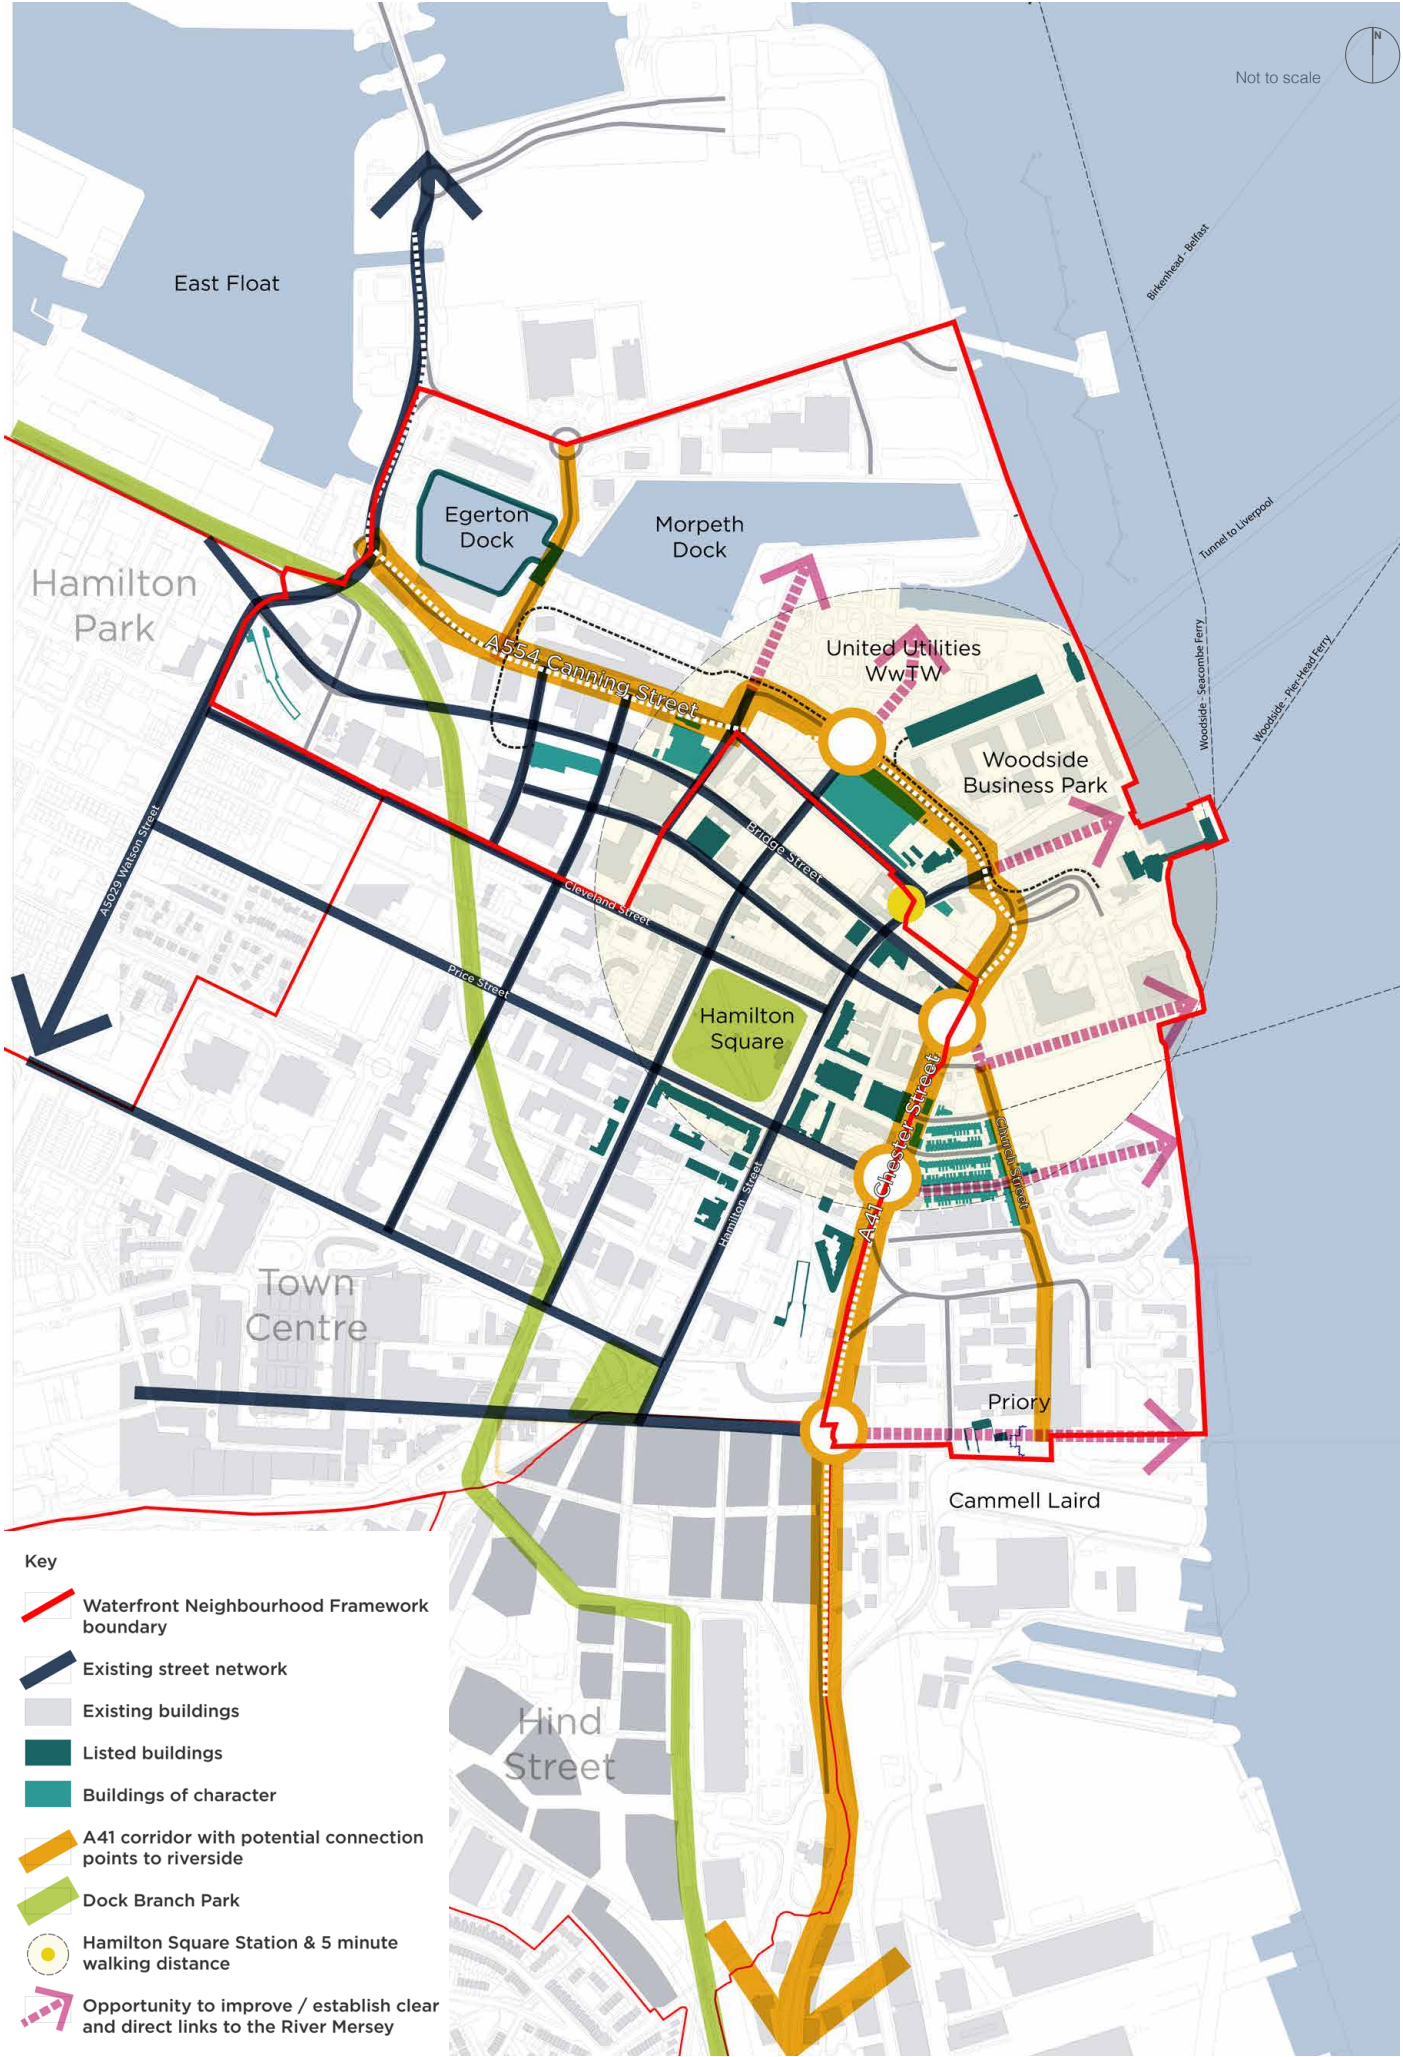 N
Not to scale
Birkenhead - Belfast
East Float
Egerton
Dock
Morpeth
Dock
Tunnel to Liverpool
Hamilton
Park
A554 Canning Street
United Utilities
WwTW
Woodside - Seacombe Ferry
Woodside - Pier-Head Ferry
Woodside
Business Park
A5029 Watson Street
Bridge Street
Cleveland Street
Price Street
Hamilton
Square
A41 Chester Street
Church Street
Hamilton Street
Town
Centre
Priory
Cammell Laird
Hind
Street
Key
Waterfront Neighbourhood Framework
boundary
Existing street network
Existing buildings
Listed buildings
Buildings of character
A41 corridor with potential connection
points to riverside
Dock Branch Park
Hamilton Square Station & 5 minute
walking distance
Opportunity to improve / establish clear
and direct links to the River Mersey